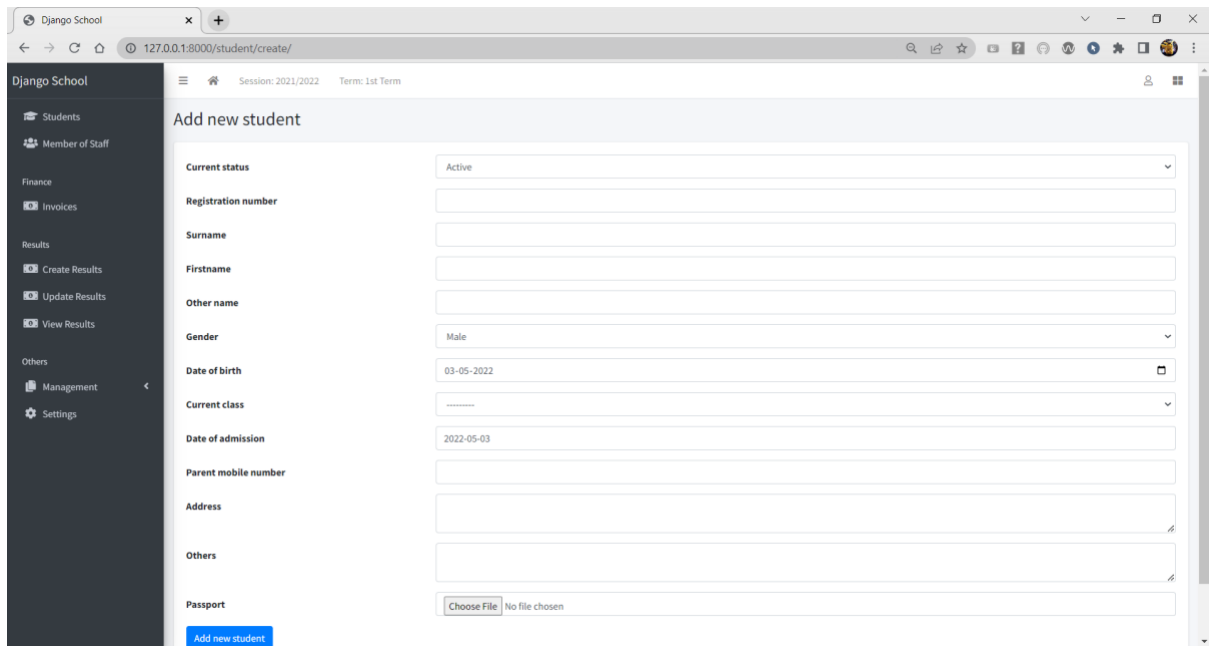 Django School
127.0.0.1:8000/student/create/
Django School
Session: 2021/2022 Term: 1st Term
Students
Member of Staff
Finance
Invoices
Results
Create Results
Update Results
View Results
Others
Management
Settings
Add new student
Current status Active
Registration number
Surname
Firstname
Other name
Gender Male
Date of birth 03-05-2022
Current class ---------
Date of admission 2022-05-03
Parent mobile number
Address
Others
Passport Choose File No file chosen
Add new student